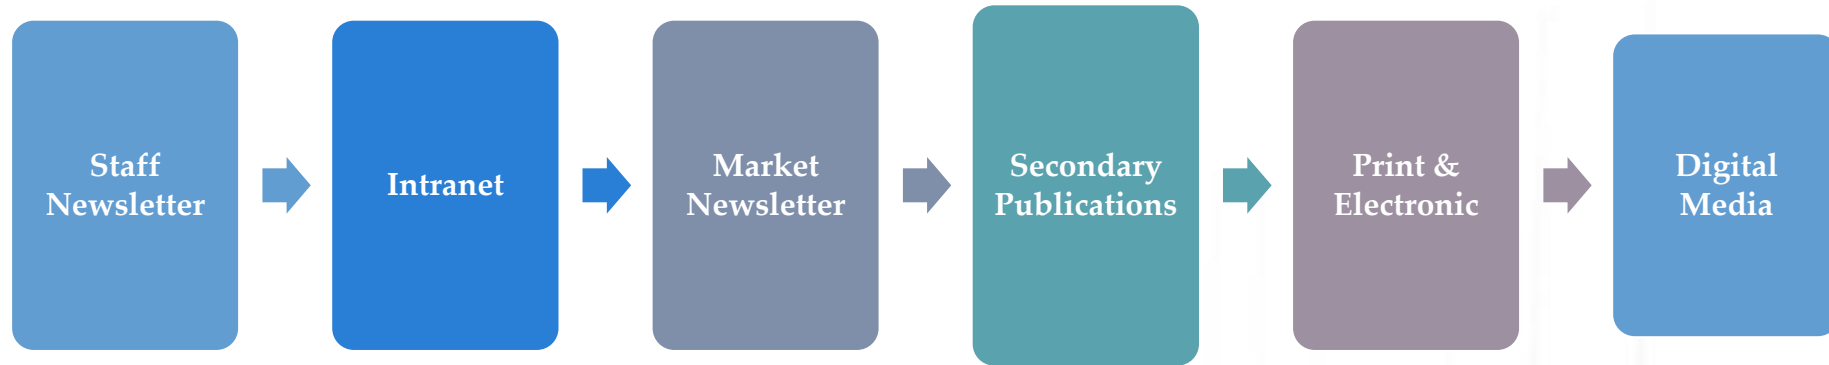 Staff
Newsletter
Intranet
Market
Newsletter
Secondary
Publications
Print &
Electronic
Digital
Media